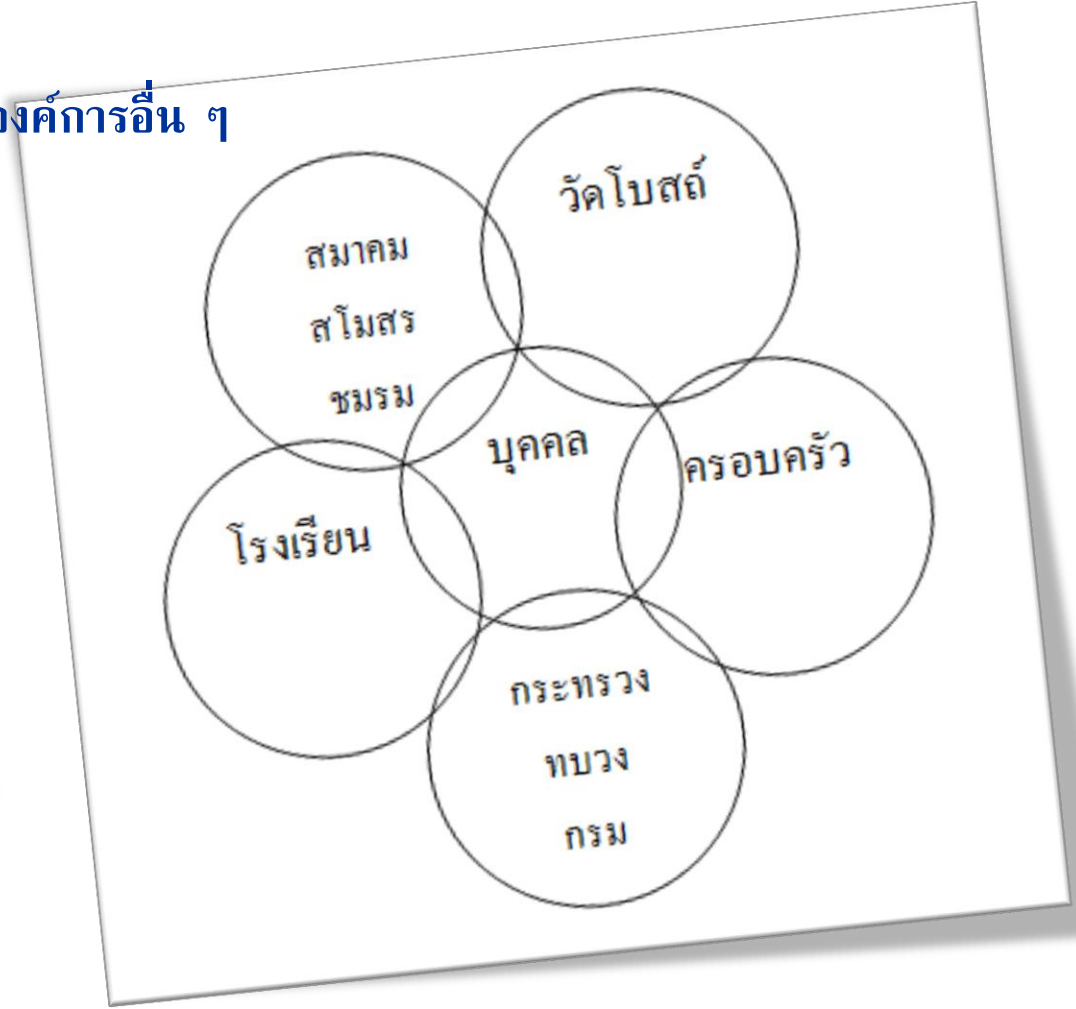 องค์การอื่น ๆ
วัดโบสถ์
สมาคม
สโมสร
ชมรม
บุคคล
ครอบครัว
โรงเรียน
กระทรวง
ทบวง
กรม